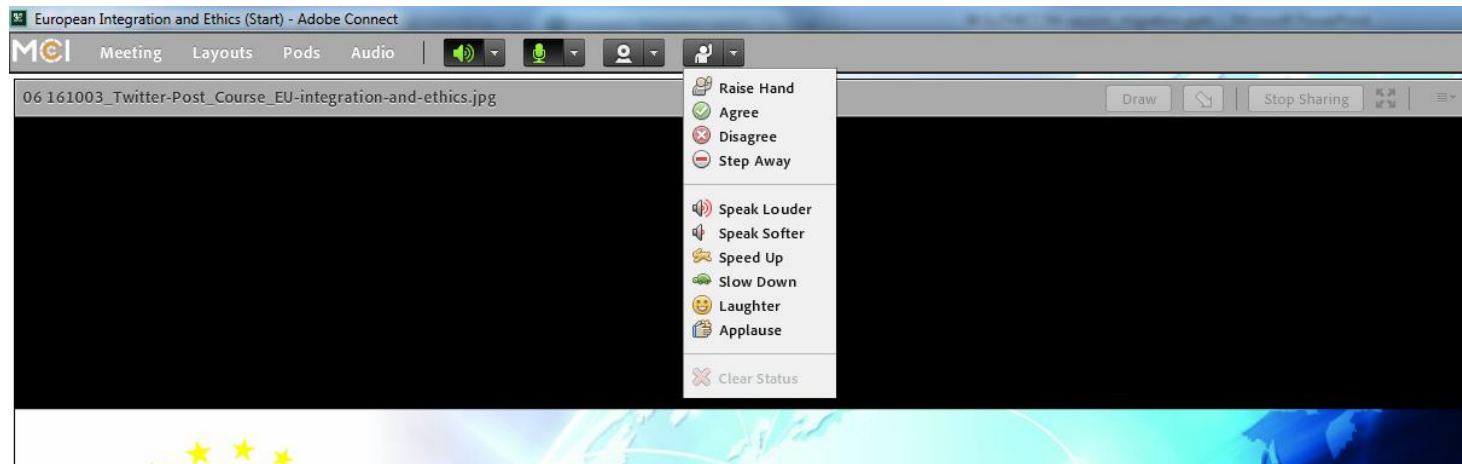 European Integration and Ethics (Start) - Adobe Connect
MCI Meeting Layouts Pods Audio
06 161003_Twitter-Post_Course_EU-integration-and-ethics.jpg Draw Stop Sharing
Raise Hand
Agree
Disagree
Step Away
Speak Louder
Speak Softer
Speed Up
Slow Down
Laughter
Applause
Clear Status